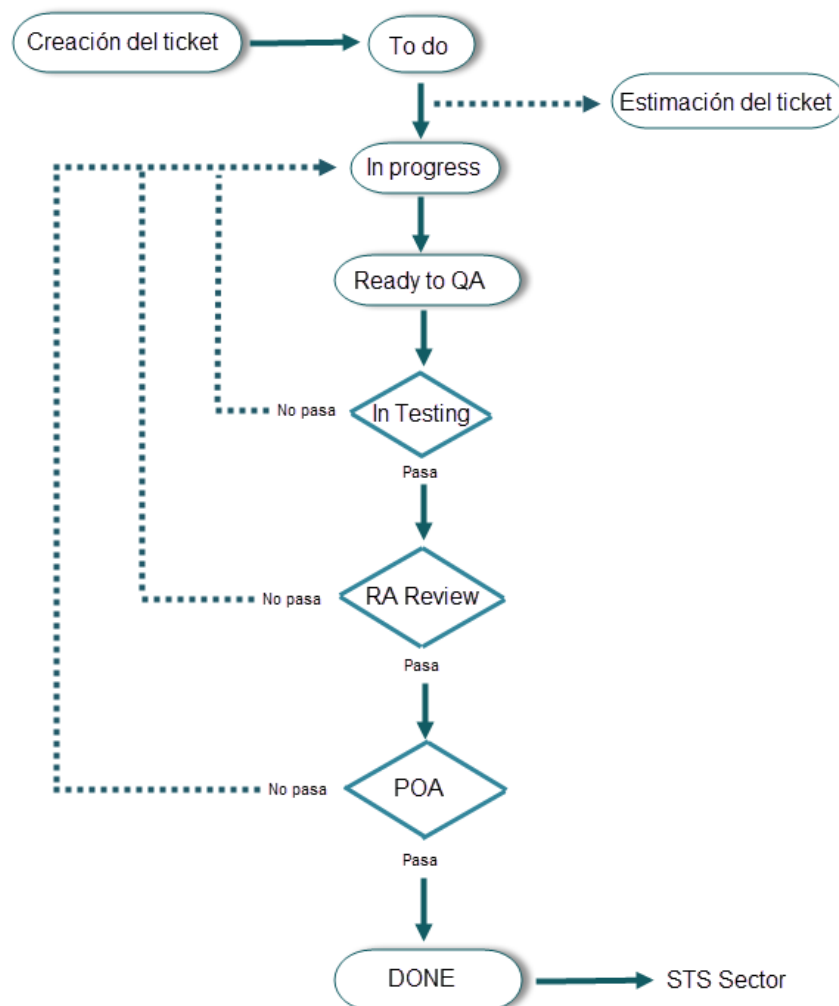 Creación del ticket
To do
Estimación del ticket
In progress
Ready to QA
In Testing
No pasa
Pasa
RA Review
No pasa
Pasa
POA
No pasa
Pasa
DONE
STS Sector